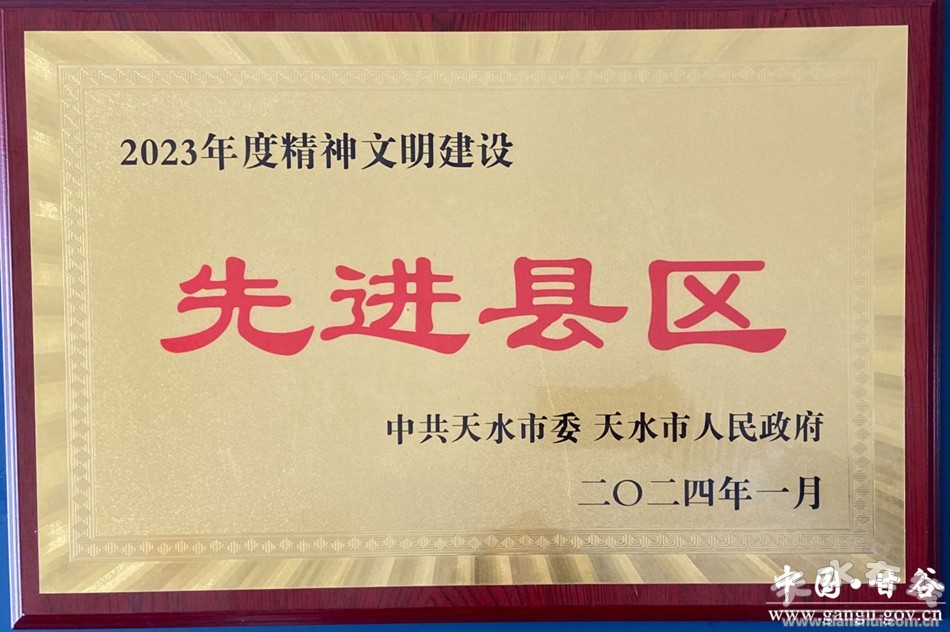 2023年度精神文明建设
先进县区
中共天水市委 天水市人民政府
二〇二四年一月
中国·甘谷
www.gangu.gov.cn